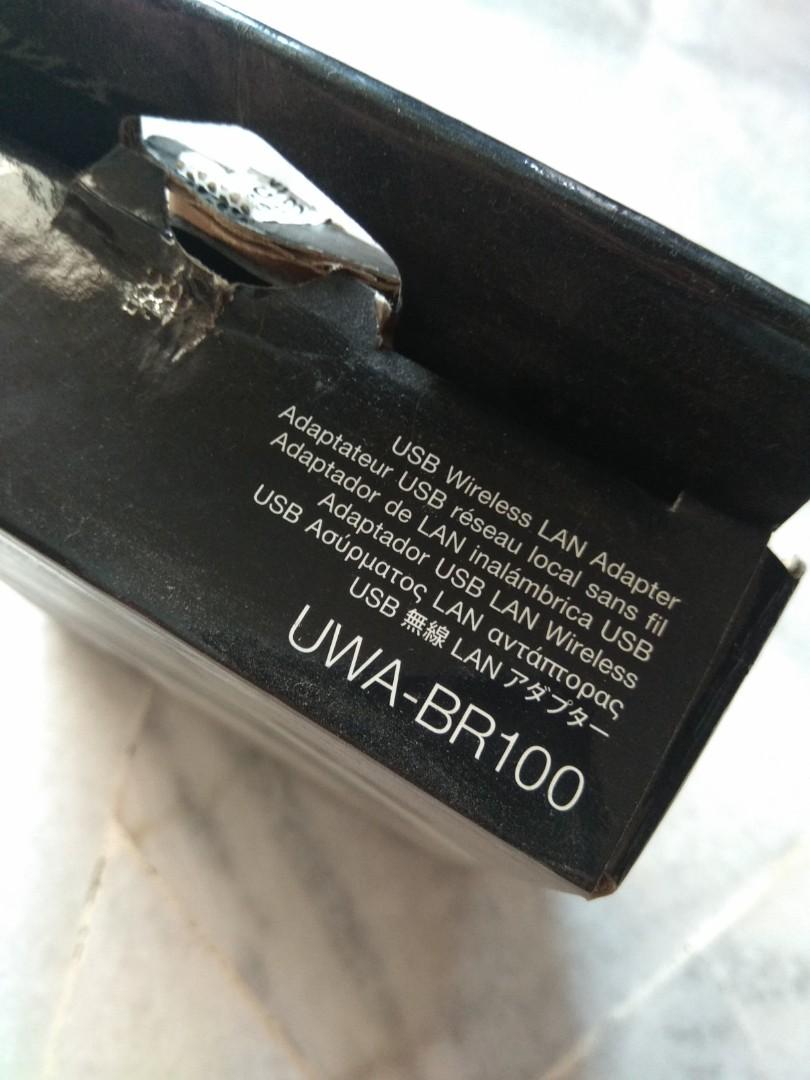 USB Wireless LAN Adapter
Adaptateur USB réseau local sans fil
Adaptador de LAN inalámbrica USB
Adaptador USB LAN Wireless
USB Ασύρματος LAN αντάπτορας
USB 無線 LAN アダプター
UWA-BR100